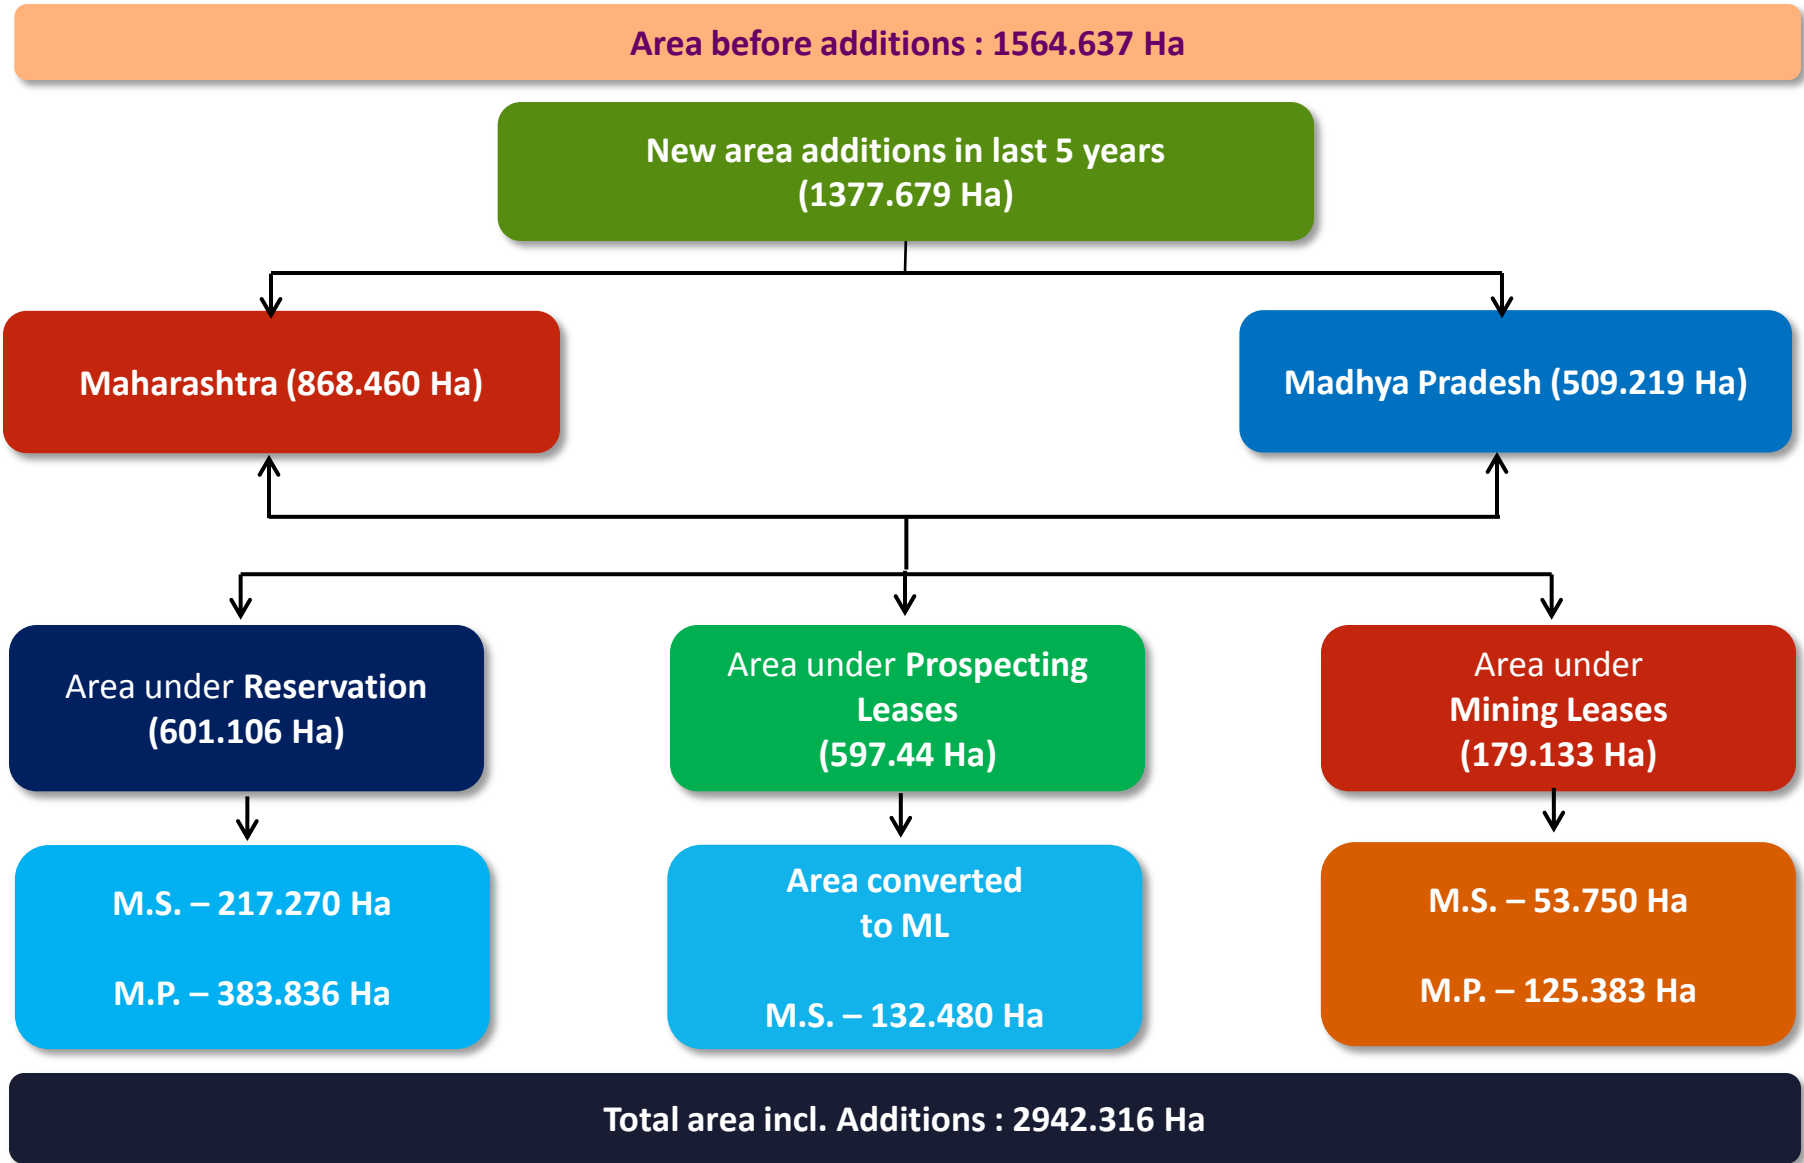 Area before additions : 1564.637 Ha
New area additions in last 5 years
(1377.679 Ha)
Maharashtra (868.460 Ha)
Madhya Pradesh (509.219 Ha)
Area under Reservation
(601.106 Ha)
Area under Prospecting
Leases
(597.44 Ha)
Area under
Mining Leases
(179.133 Ha)
M.S. – 217.270 Ha
M.P. – 383.836 Ha
Area converted
to ML
M.S. – 132.480 Ha
M.S. – 53.750 Ha
M.P. – 125.383 Ha
Total area incl. Additions : 2942.316 Ha